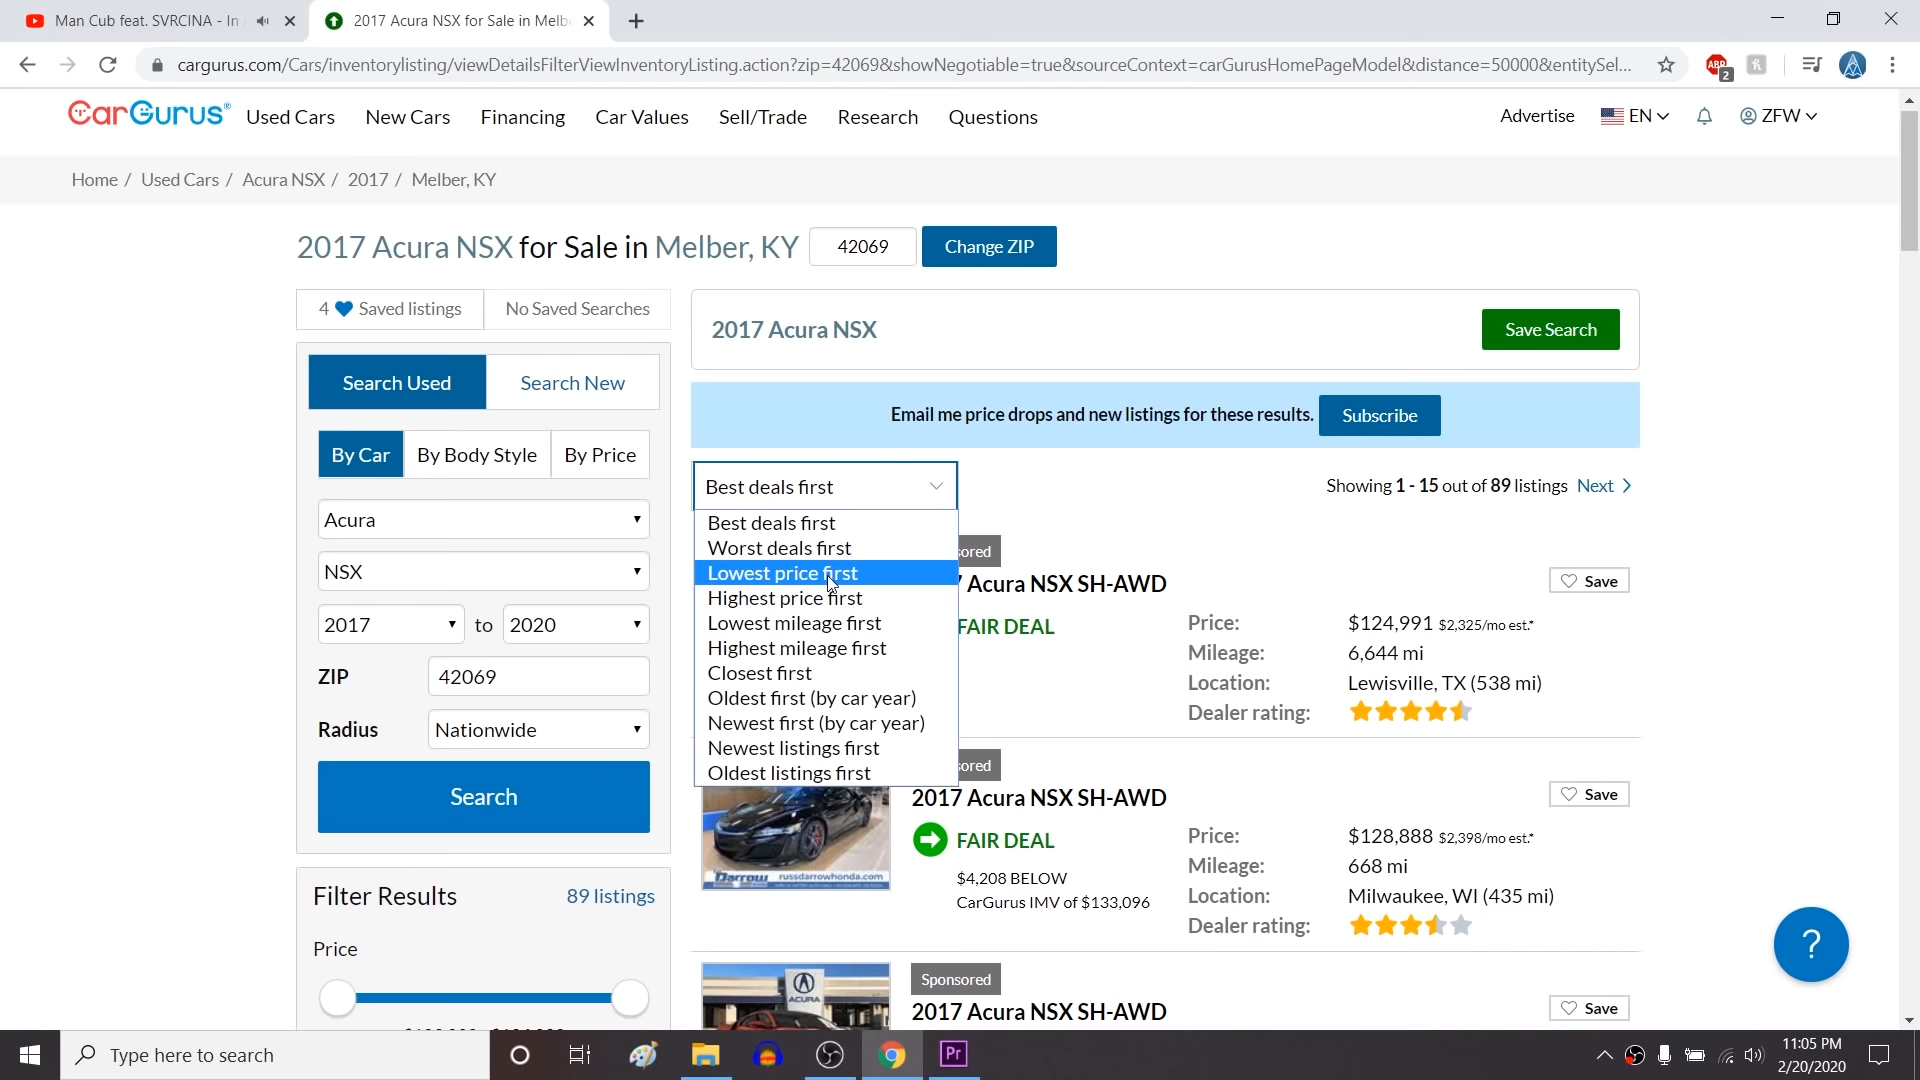 Man Cub feat. SVRCINA - In
2017 Acura NSX for Sale in Melb
cargurus.com/Cars/inventorylisting/viewDetailsFilterViewInventoryListing.action?zip=42069&showNegotiable=true&sourceContext=carGurusHomePageModel&distance=50000&entitySel...
ABP
2
CarGurus Used Cars New Cars Financing Car Values Sell/Trade Research Questions Advertise EN ZFW
Home / Used Cars / Acura NSX / 2017 / Melber, KY
2017 Acura NSX for Sale in Melber, KY 42069 Change ZIP
4 Saved listings No Saved Searches
2017 Acura NSX Save Search
Search Used Search New
Email me price drops and new listings for these results. Subscribe
By Car By Body Style By Price
Acura
NSX
2017 to 2020
ZIP 42069
Radius Nationwide
Search
Filter Results 89 listings
Price
Best deals first
Showing 1 - 15 out of 89 listings Next
Best deals first
Worst deals first
Lowest price first
Highest price first
Lowest mileage first
Highest mileage first
Closest first
Oldest first (by car year)
Newest first (by car year)
Newest listings first
Oldest listings first
sored
Acura NSX SH-AWD Save
FAIR DEAL
Price: $124,991 $2,325/mo est.*
Mileage: 6,644 mi
Location: Lewisville, TX (538 mi)
Dealer rating:
sored
2017 Acura NSX SH-AWD Save
FAIR DEAL
$4,208 BELOW
CarGurus IMV of $133,096
Price: $128,888 $2,398/mo est.*
Mileage: 668 mi
Location: Milwaukee, WI (435 mi)
Dealer rating:
Darrow russdarrowhonda.com
ACURA
Sponsored
2017 Acura NSX SH-AWD Save
?
Type here to search
Pr
11:05 PM
2/20/2020